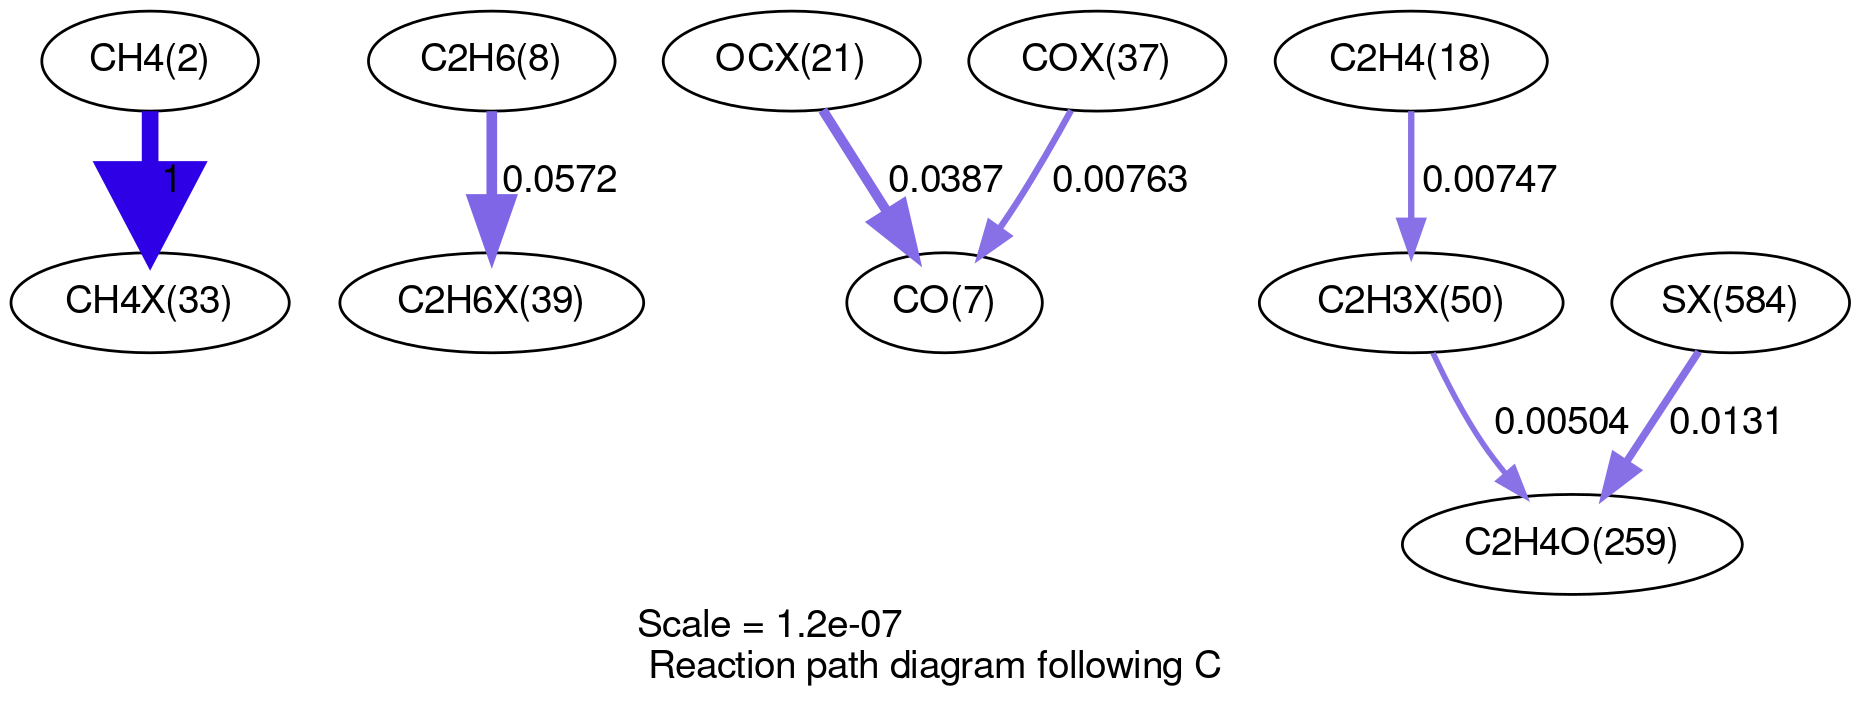 CH4(2)
C2H6(8)
OCX(21)
COX(37)
C2H4(18)
1
0.0572
0.0387
0.00763
0.00747
CH4X(33)
C2H6X(39)
CO(7)
C2H3X(50)
SX(584)
0.00504
0.0131
C2H4O(259)
Scale = 1.2e-07
Reaction path diagram following C